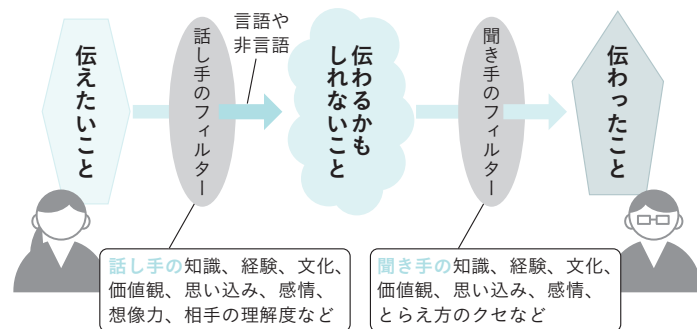 伝えたいこと
話し手のフィルター
言語や
非言語
伝わるかも
しれないこと
聞き手のフィルター
伝わったこと
話し手の知識、経験、文化、
価値観、思い込み、感情、
想像力、相手の理解度など
聞き手の知識、経験、文化、
価値観、思い込み、感情、
とらえ方のクセなど